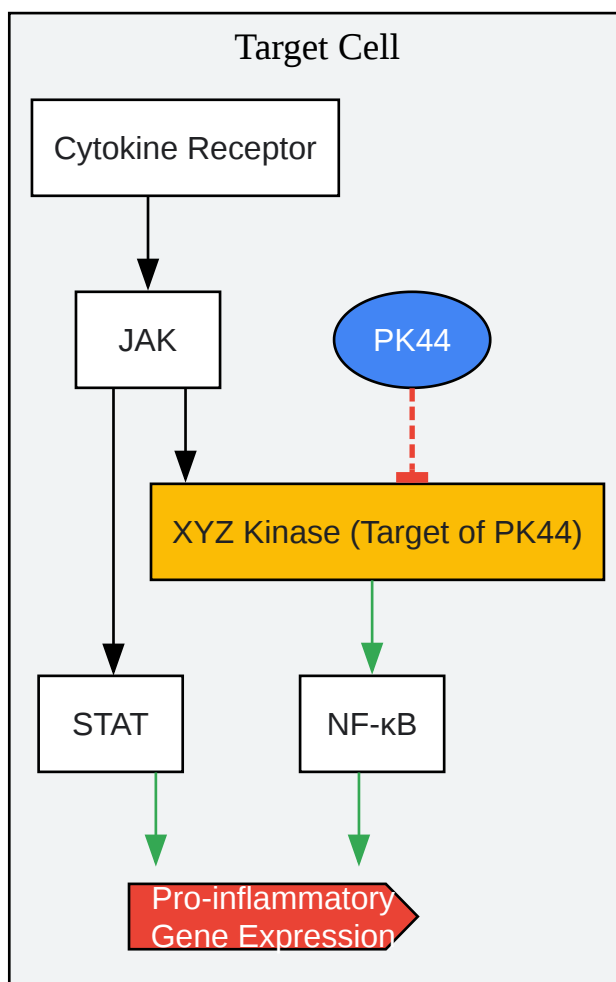 Target Cell
Cytokine Receptor
JAK
PK44
XYZ Kinase (Target of PK44)
STAT
NF-κB
Pro-inflammatory
Gene Expression